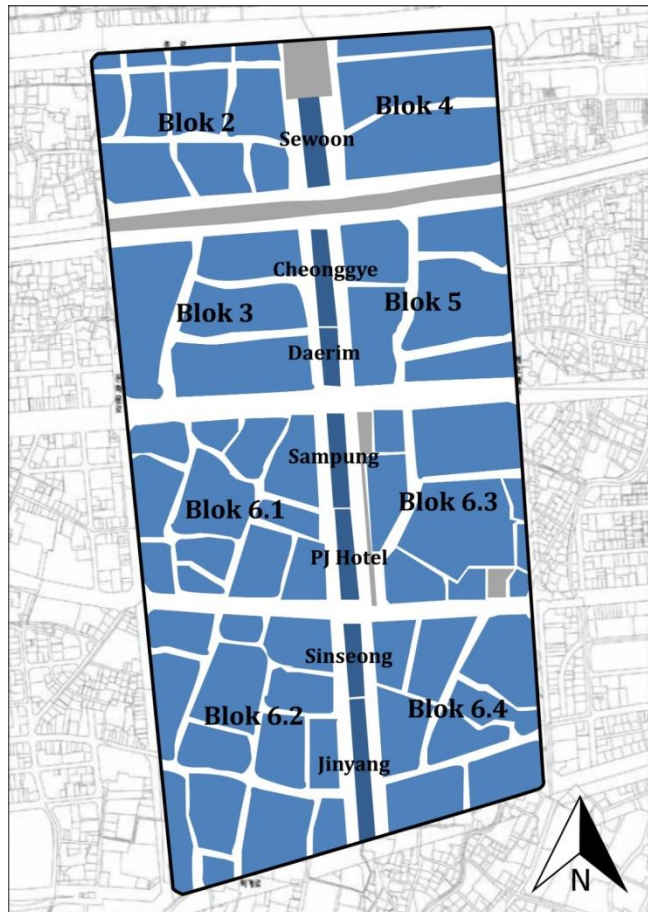 Blok 2
Blok 4
Sewoon
Cheonggye
Blok 3
Blok 5
Daerim
Sampung
Blok 6.1
Blok 6.3
PJ Hotel
Sinseong
Blok 6.2
Blok 6.4
Jinyang
N